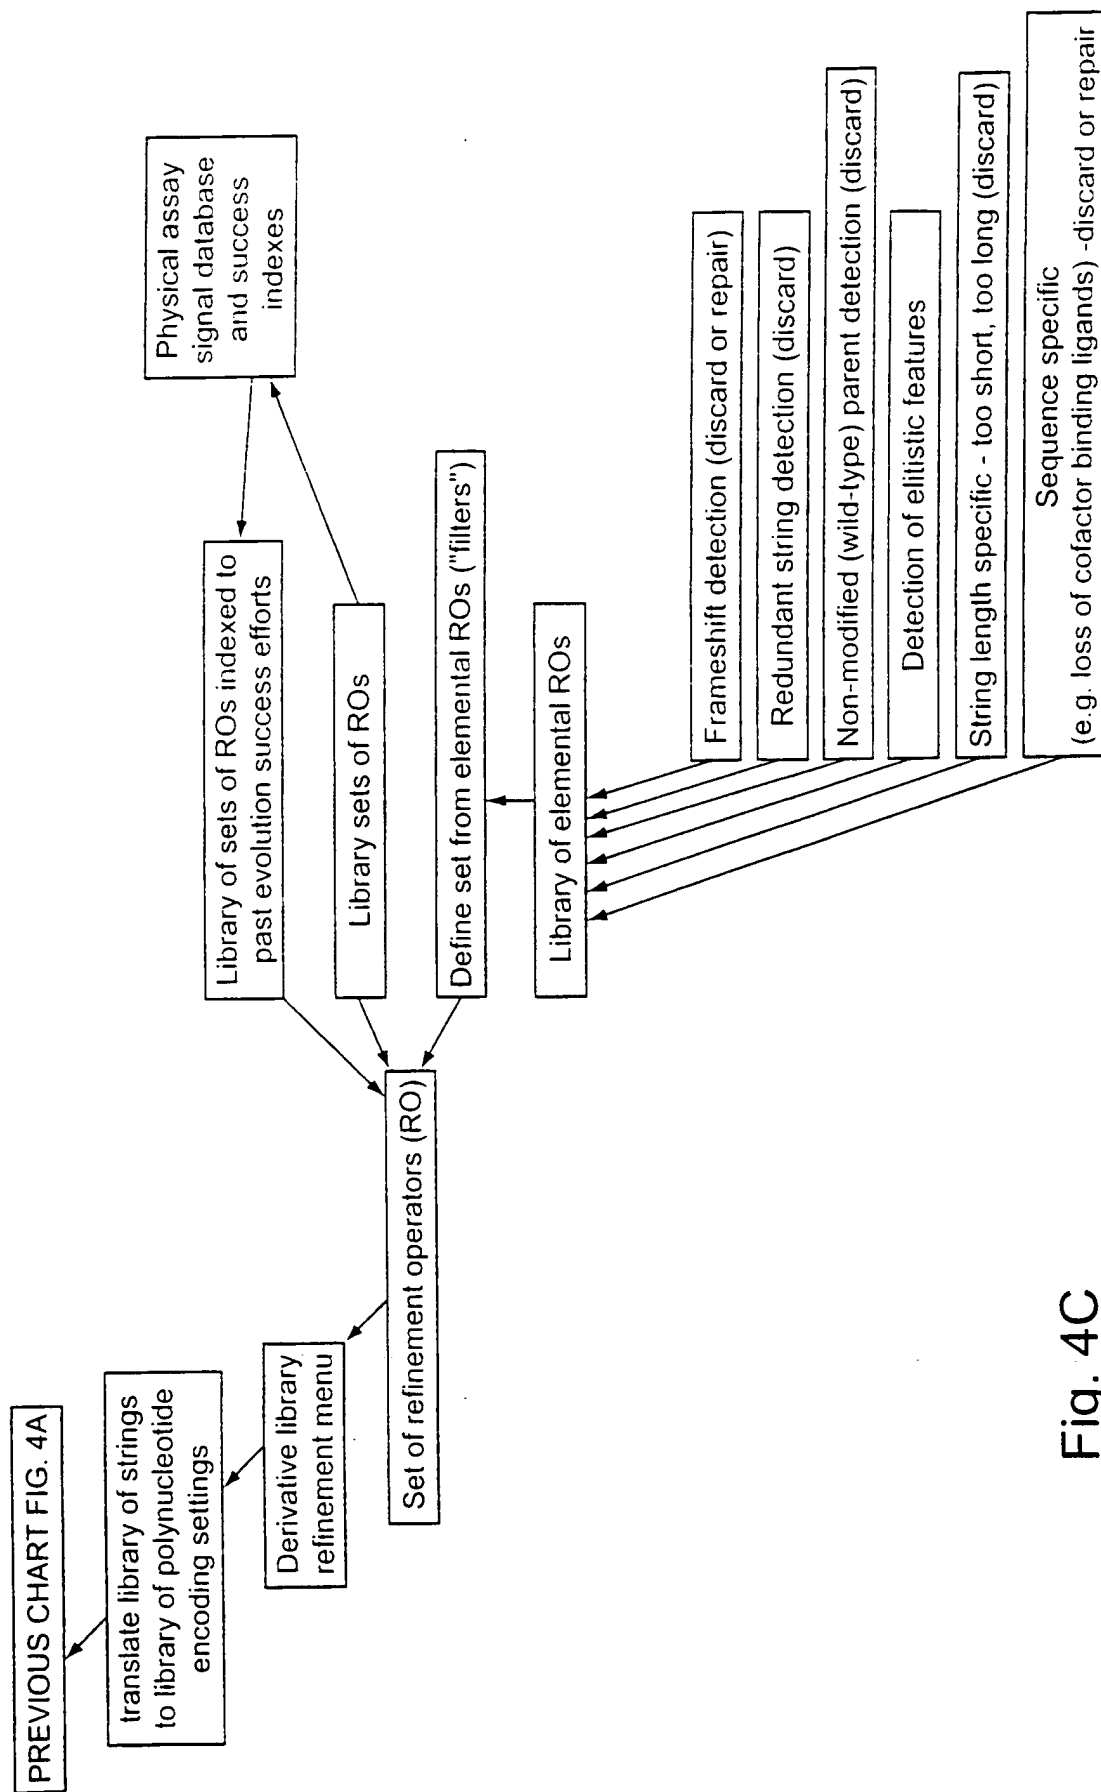 PREVIOUS CHART FIG. 4A
translate library of strings
to library of polynucleotide
encoding settings
Derivative library
refinement menu
Set of refinement operators (RO)
Library of sets of ROs indexed to
past evolution success efforts
Physical assay
signal database
and success
indexes
Library sets of ROs
Define set from elemental ROs ("filters")
Library of elemental ROs
Frameshift detection (discard or repair)
Redundant string detection (discard)
Non-modified (wild-type) parent detection (discard)
Detection of elitistic features
String length specific - too short, too long (discard)
Sequence specific
(e.g. loss of cofactor binding ligands) -discard or repair
Fig. 4C